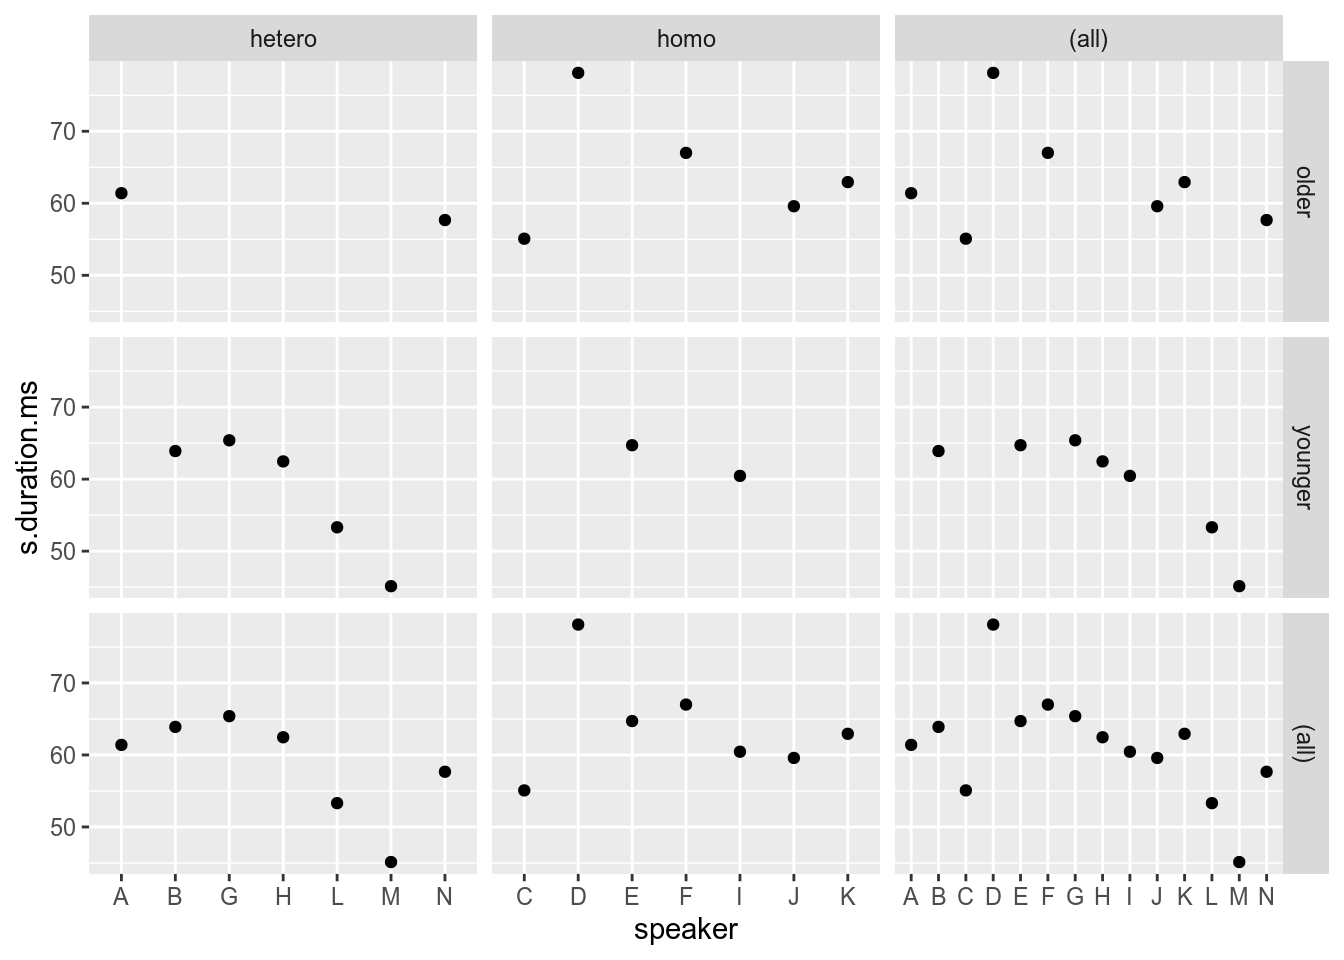 hetero homo (all)
70
60
50
older
70
60
50
younger
70
60
50
(all)
s.duration.ms
A B G H L M N
C D E F I J K
A B C D E F G H I J K L M N
speaker